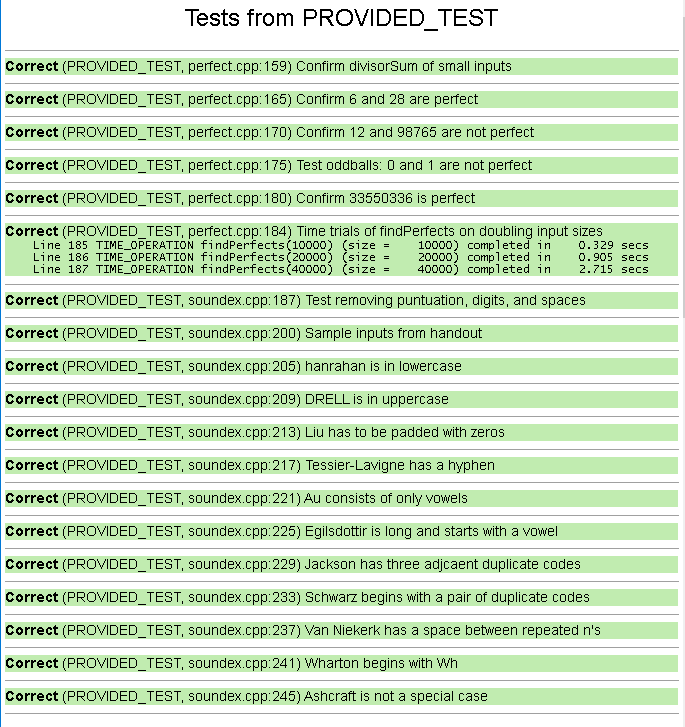 Tests from PROVIDED_TEST
Correct (PROVIDED_TEST, perfect.cpp:159) Confirm divisorSum of small inputs
Correct (PROVIDED_TEST, perfect.cpp:165) Confirm 6 and 28 are perfect
Correct (PROVIDED_TEST, perfect.cpp:170) Confirm 12 and 98765 are not perfect
Correct (PROVIDED_TEST, perfect.cpp:175) Test oddballs: 0 and 1 are not perfect
Correct (PROVIDED_TEST, perfect.cpp:180) Confirm 33550336 is perfect
Correct (PROVIDED_TEST, perfect.cpp:184) Time trials of findPerfects on doubling input sizes
Line 185 TIME_OPERATION findPerfects(10000) (size = 10000) completed in 0.329 secs
Line 186 TIME_OPERATION findPerfects(20000) (size = 20000) completed in 0.905 secs
Line 187 TIME_OPERATION findPerfects(40000) (size = 40000) completed in 2.715 secs
Correct (PROVIDED_TEST, soundex.cpp:187) Test removing puntuation, digits, and spaces
Correct (PROVIDED_TEST, soundex.cpp:200) Sample inputs from handout
Correct (PROVIDED_TEST, soundex.cpp:205) hanrahan is in lowercase
Correct (PROVIDED_TEST, soundex.cpp:209) DRELL is in uppercase
Correct (PROVIDED_TEST, soundex.cpp:213) Liu has to be padded with zeros
Correct (PROVIDED_TEST, soundex.cpp:217) Tessier-Lavigne has a hyphen
Correct (PROVIDED_TEST, soundex.cpp:221) Au consists of only vowels
Correct (PROVIDED_TEST, soundex.cpp:225) Egilsdottir is long and starts with a vowel
Correct (PROVIDED_TEST, soundex.cpp:229) Jackson has three adjcaent duplicate codes
Correct (PROVIDED_TEST, soundex.cpp:233) Schwarz begins with a pair of duplicate codes
Correct (PROVIDED_TEST, soundex.cpp:237) Van Niekerk has a space between repeated n's
Correct (PROVIDED_TEST, soundex.cpp:241) Wharton begins with Wh
Correct (PROVIDED_TEST, soundex.cpp:245) Ashcraft is not a special case